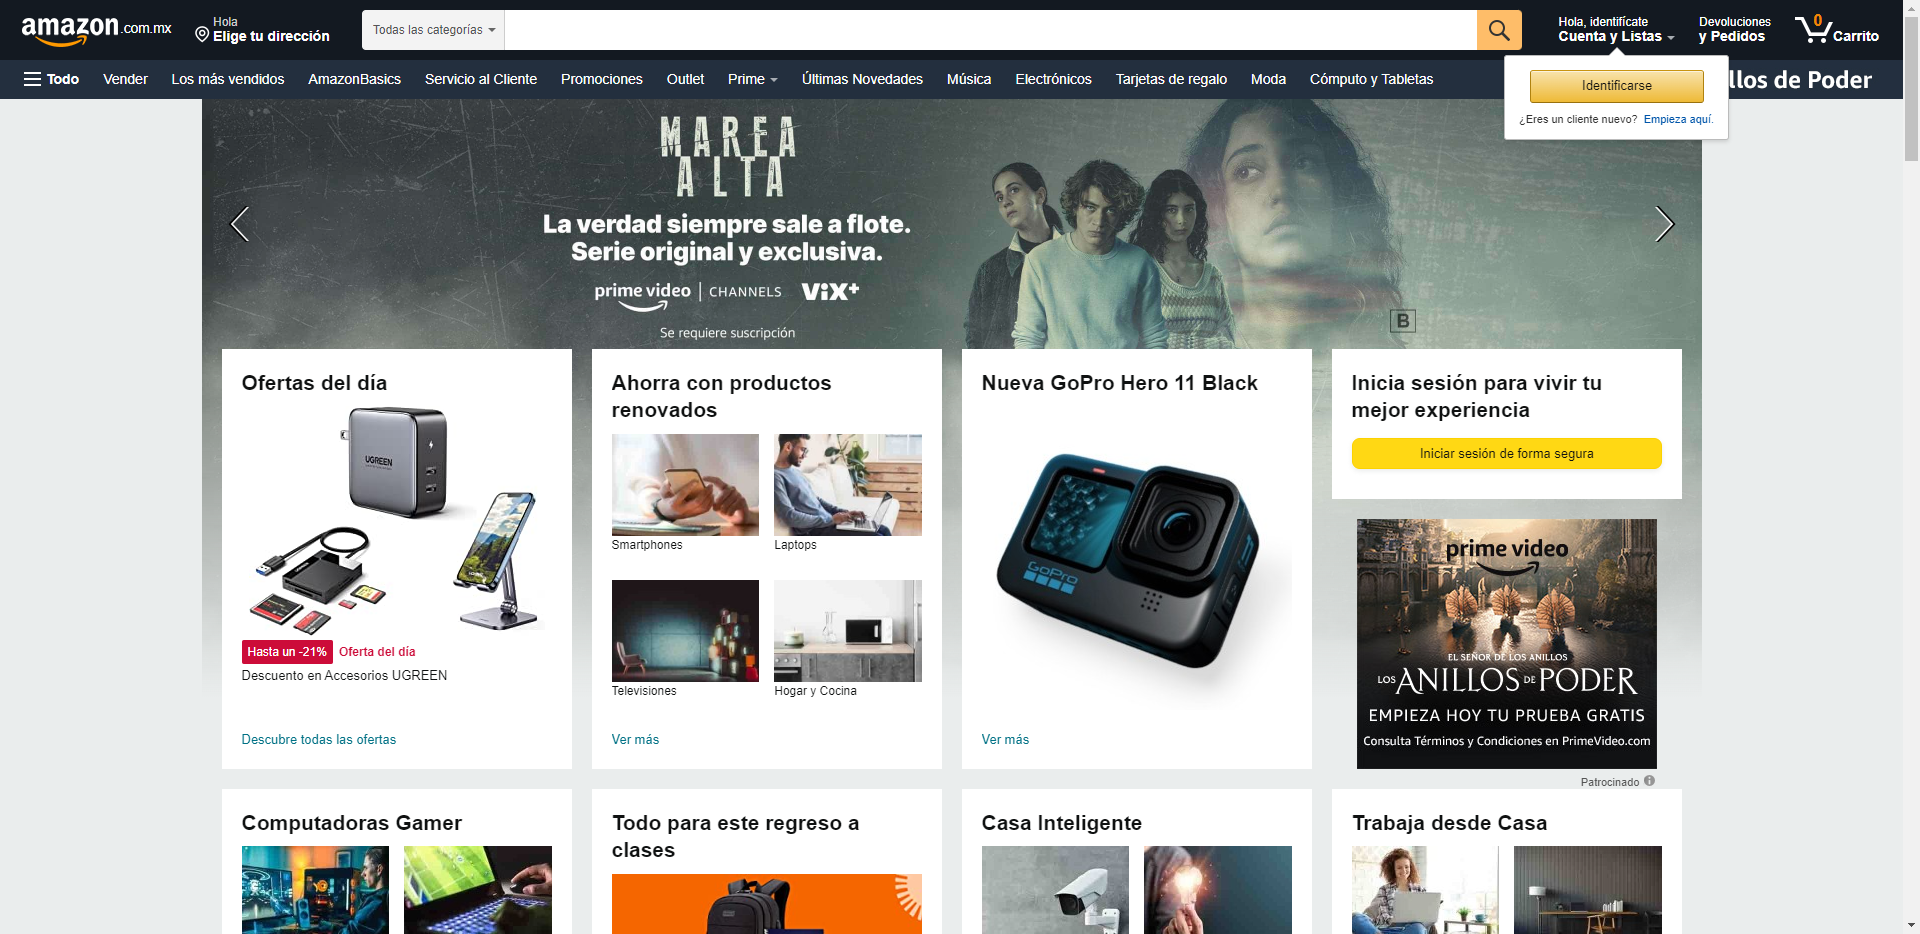 amazon.com.mx
Hola
Elige tu dirección
Todas las categorías
Hola, identifícate
Cuenta y Listas
Devoluciones
y Pedidos
0
Carrito
Todo
Vender
Los más vendidos
AmazonBasics
Servicio al Cliente
Promociones
Outlet
Prime
Últimas Novedades
Música
Electrónicos
Tarjetas de regalo
Moda
Cómputo y Tabletas
llos de Poder
Identificarse
¿Eres un cliente nuevo? Empieza aquí.
MAREA
ALTA
La verdad siempre sale a flote.
Serie original y exclusiva.
prime video | CHANNELS ViX+
Se requiere suscripción
B
Ofertas del día
UGREEN
Hasta un -21% Oferta del día
Descuento en Accesorios UGREEN
Descubre todas las ofertas
Ahorra con productos
renovados
Smartphones
Laptops
Televisiones
Hogar y Cocina
Ver más
Nueva GoPro Hero 11 Black
GoPro
Ver más
Inicia sesión para vivir tu
mejor experiencia
Iniciar sesión de forma segura
prime video
EL SEÑOR DE LOS ANILLOS
LOS ANILLOS DE PODER
EMPIEZA HOY TU PRUEBA GRATIS
Consulta Términos y Condiciones en PrimeVideo.com
Patrocinado
Computadoras Gamer
Todo para este regreso a
clases
Casa Inteligente
Trabaja desde Casa